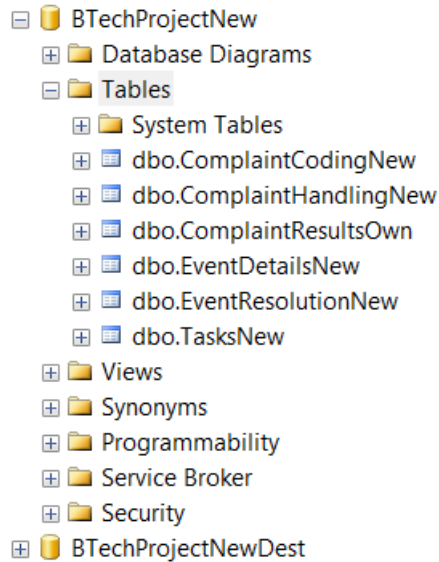 BTechProjectNew
Database Diagrams
Tables
System Tables
dbo.ComplaintCodingNew
dbo.ComplaintHandlingNew
dbo.ComplaintResultsOwn
dbo.EventDetailsNew
dbo.EventResolutionNew
dbo.TasksNew
Views
Synonyms
Programmability
Service Broker
Security
BTechProjectNewDest